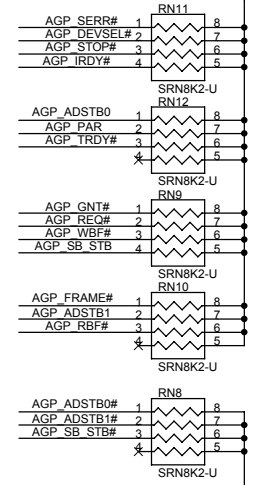 RN11
AGP_SERR# 1 8
AGP_DEVSEL# 2 7
AGP_STOP# 3 6
AGP_IRDY# 4 5
SRN8K2-U
RN12
AGP_ADSTB0 1 8
AGP_PAR 2 7
AGP_TRDY# 3 6
4 5
SRN8K2-U
RN9
AGP_GNT# 1 8
AGP_REQ# 2 7
AGP_WBF# 3 6
AGP_SB_STB 4 5
SRN8K2-U
RN10
AGP_FRAME# 1 8
AGP_ADSTB1 2 7
AGP_RBF# 3 6
4 5
SRN8K2-U
RN8
AGP_ADSTB0# 1 8
AGP_ADSTB1# 2 7
AGP_SB_STB# 3 6
4 5
SRN8K2-U